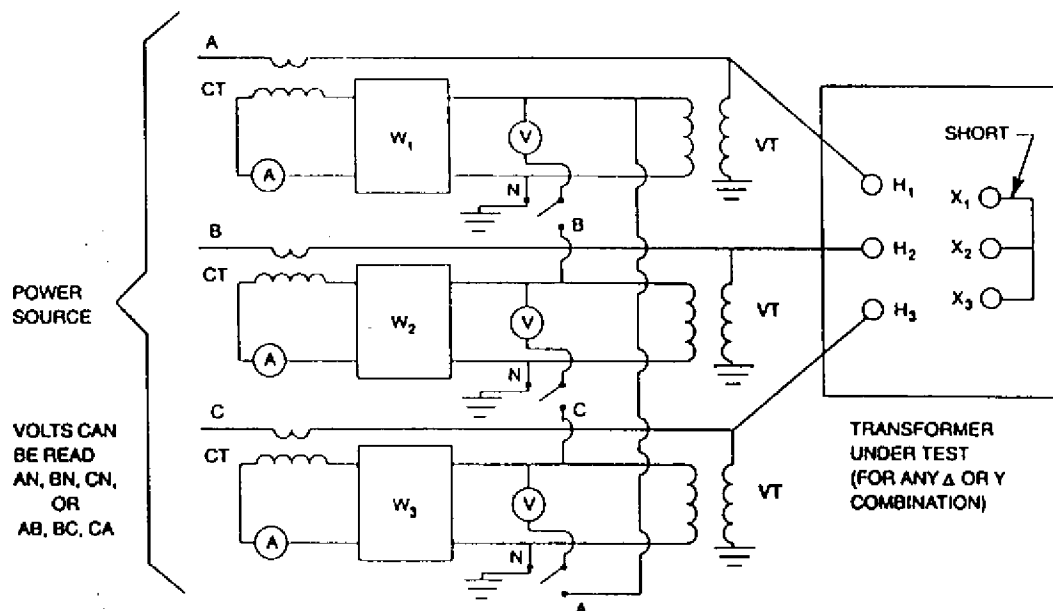 A
CT
W1
V
VT
A
N
B
SHORT
H1
X1
B
CT
H2
X2
POWER
SOURCE
W2
V
VT
H3
X3
A
N
C
C
VOLTS CAN
BE READ
AN, BN, CN,
OR
AB, BC, CA
CT
W3
V
VT
A
N
A
TRANSFORMER
UNDER TEST
(FOR ANY Δ OR Y
COMBINATION)